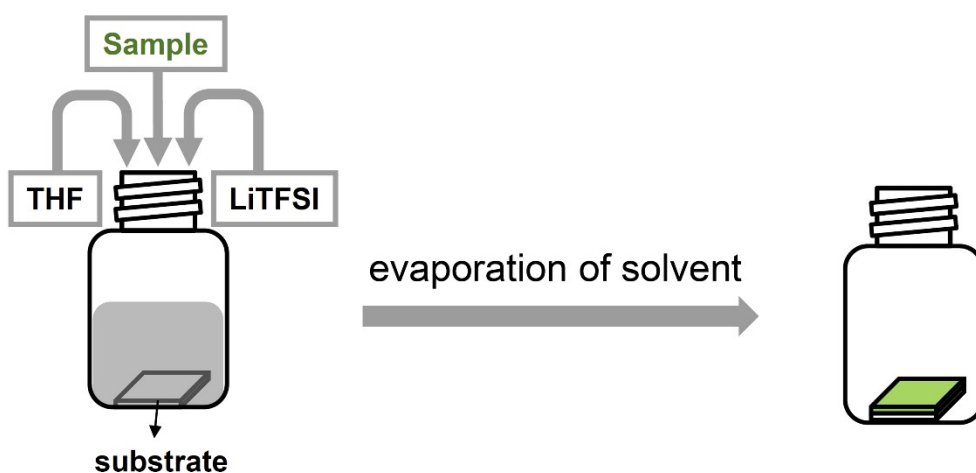 Sample
THF
LiTFSI
evaporation of solvent
substrate